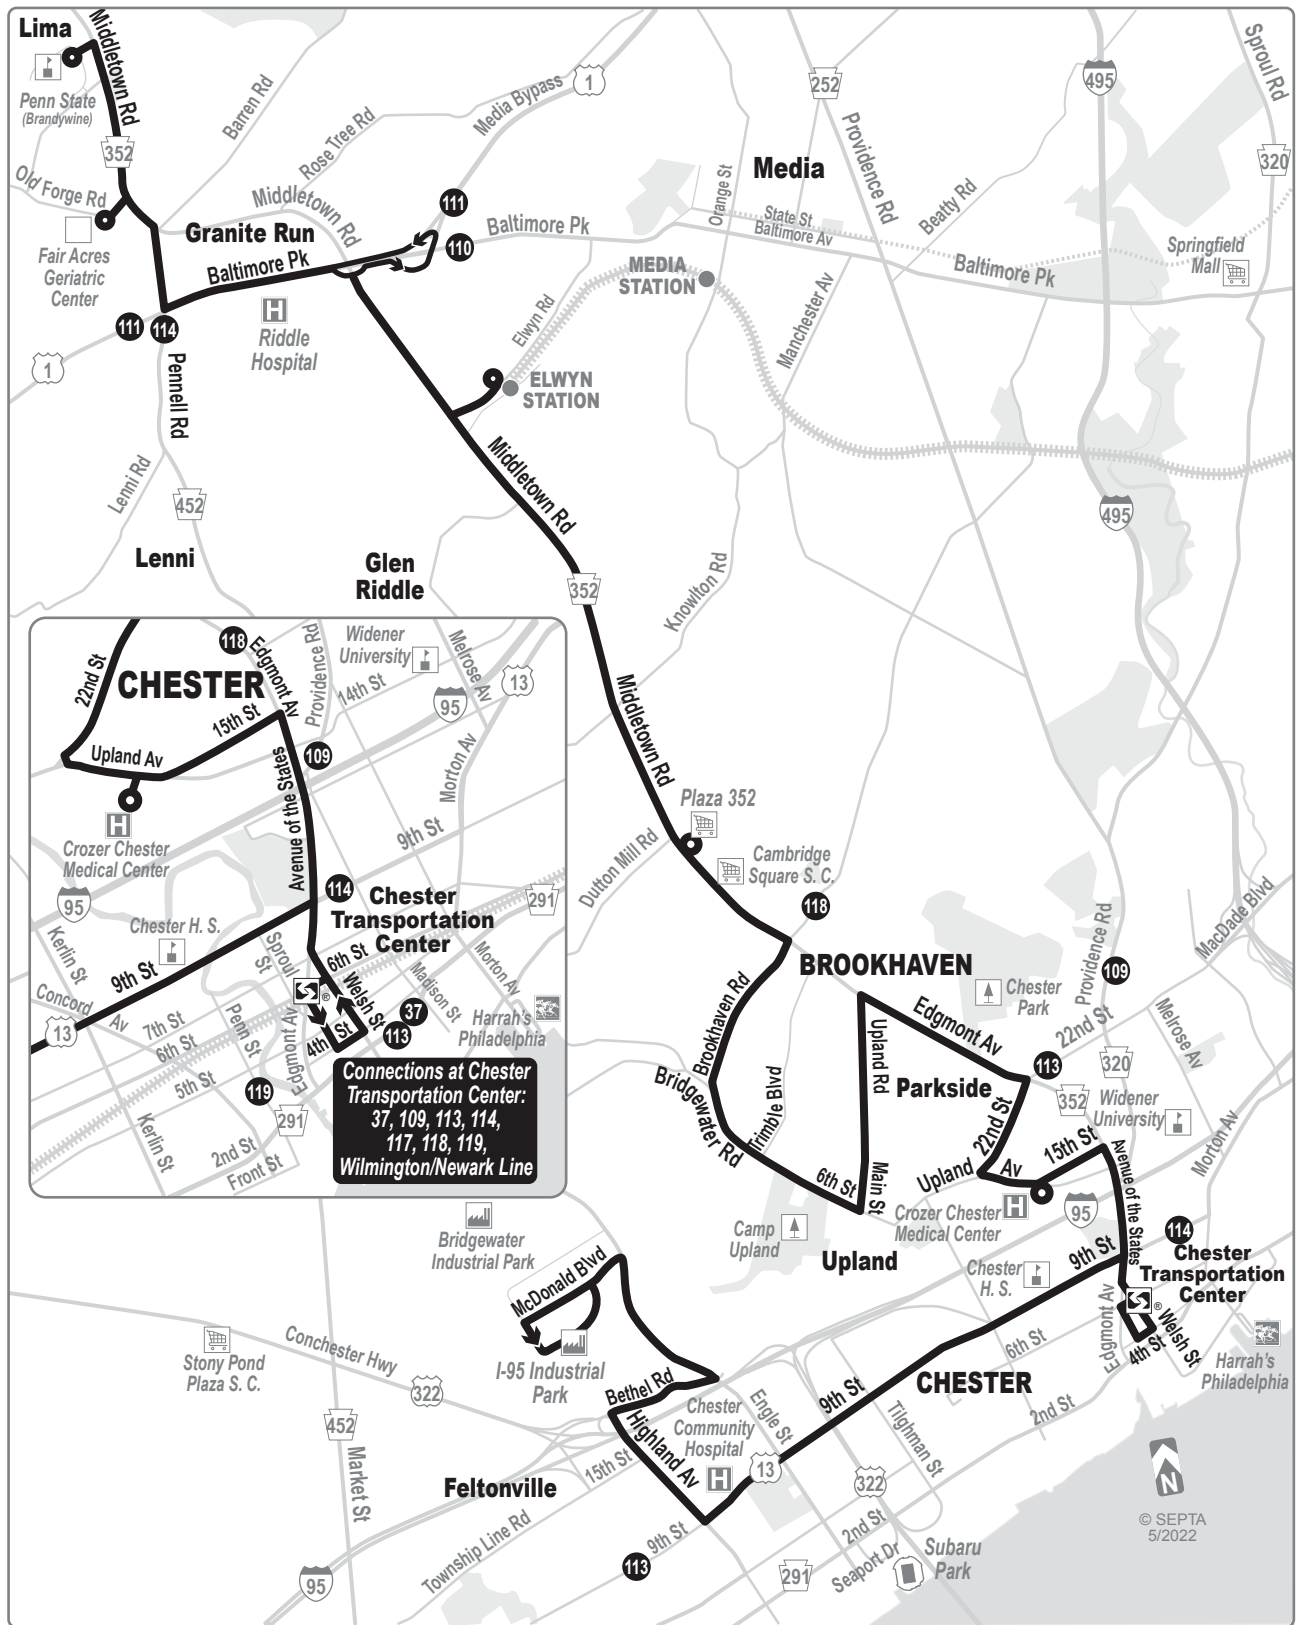 Lima
Middletown Rd
Penn State
(Brandywine)
352
Old Forge Rd
Fair Acres
Geriatric
Center
Barren Rd
Rose Tree Rd
Media Bypass
1
Middletown Rd
Granite Run
Baltimore Pk
111
110
Baltimore Pk
H
Riddle
Hospital
111
114
1
Pennell Rd
Lenni Rd
452
Lenni
Glen
Riddle
252
Providence Rd
Media
Orange St
State St
Baltimore Av
Beatty Rd
495
Sproul Rd
320
Springfield
Mall
Baltimore Pk
MEDIA
STATION
Manchester Av
Elwyn Rd
ELWYN
STATION
Middletown Rd
495
352
Knowlton Rd
Middletown Rd
Plaza 352
Dutton Mill Rd
Cambridge
Square S. C.
118
BROOKHAVEN
Brookhaven Rd
Bridgewater Rd
Trimble Blvd
Upland Rd
Main St
6th St
Edgmont Av
Parkside
Chester
Park
Providence Rd
109
MacDade Blvd
Melrose Av
22nd St
113
352
320
Widener
University
Morton Av
22nd St
Upland Av
15th St
Avenue of the States
Crozer Chester
Medical Center
H
95
Camp
Upland
Upland
Chester
H. S.
9th St
114
Chester
Transportation
Center
®
Edgmont Av
Welsh St
4th St
6th St
Harrah's
Philadelphia
CHESTER
9th St
2nd St
Tilghman St
Engle St
Chester
Community
Hospital
H
13
322
2nd St
Seaport Dr
Subaru
Park
291
9th St
113
Highland Av
Bethel Rd
15th St
Township Line Rd
95
Feltonville
McDonald Blvd
I-95 Industrial
Park
Bridgewater
Industrial Park
Conchester Hwy
322
Stony Pond
Plaza S. C.
452
Market St
N
© SEPTA
5/2022
22nd St
CHESTER
118
Edgmont Av
Providence Rd
Widener
University
Melrose Av
13
14th St
95
15th St
Upland Av
H
Crozer Chester
Medical Center
109
Avenue of the States
Morton Av
9th St
114
Chester
Transportation
Center
291
95
Chester H. S.
Kerlin St
9th St
Concord Av
13
Sproul St
6th St
Morton Av
Madison St
Welsh St
®
37
113
4th St
Harrah's
Philadelphia
7th St
6th St
5th St
Penn St
Edgmont Av
119
291
Kerlin St
2nd St
Front St
Connections at Chester
Transportation Center:
37, 109, 113, 114,
117, 118, 119,
Wilmington/Newark Line